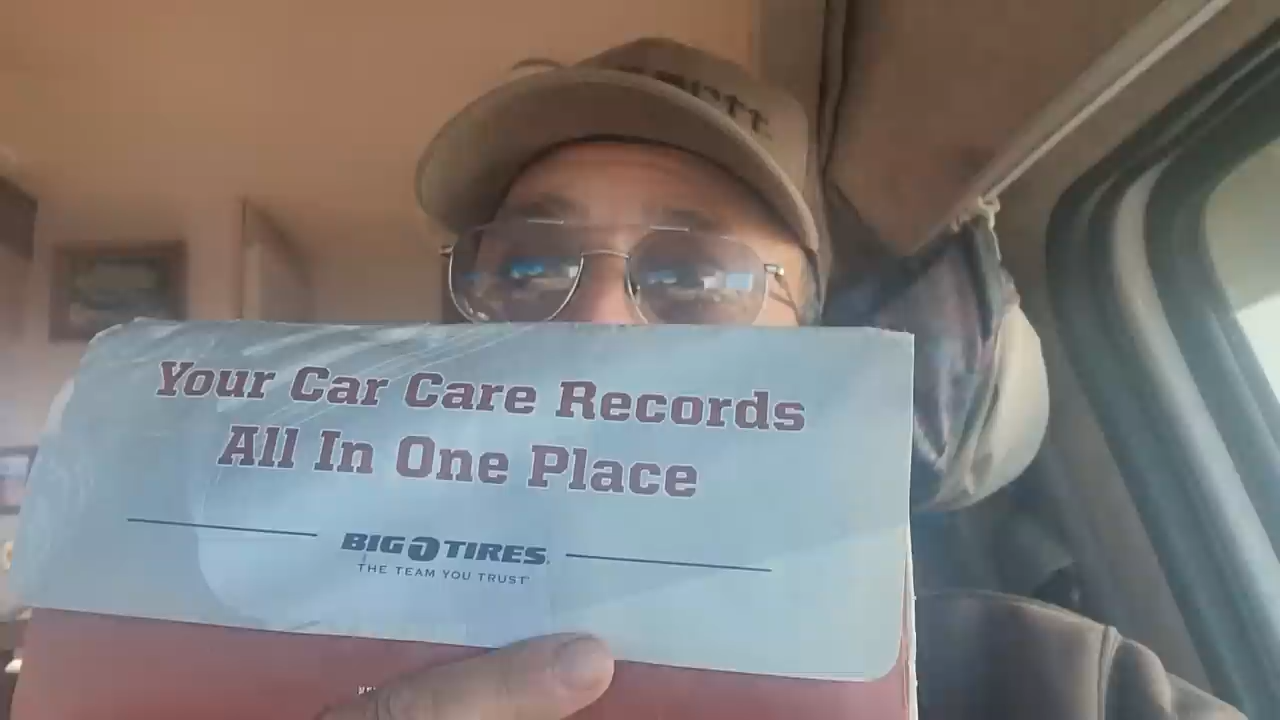 Your Car Care Records
All In One Place
BIG O TIRES
THE TEAM YOU TRUST